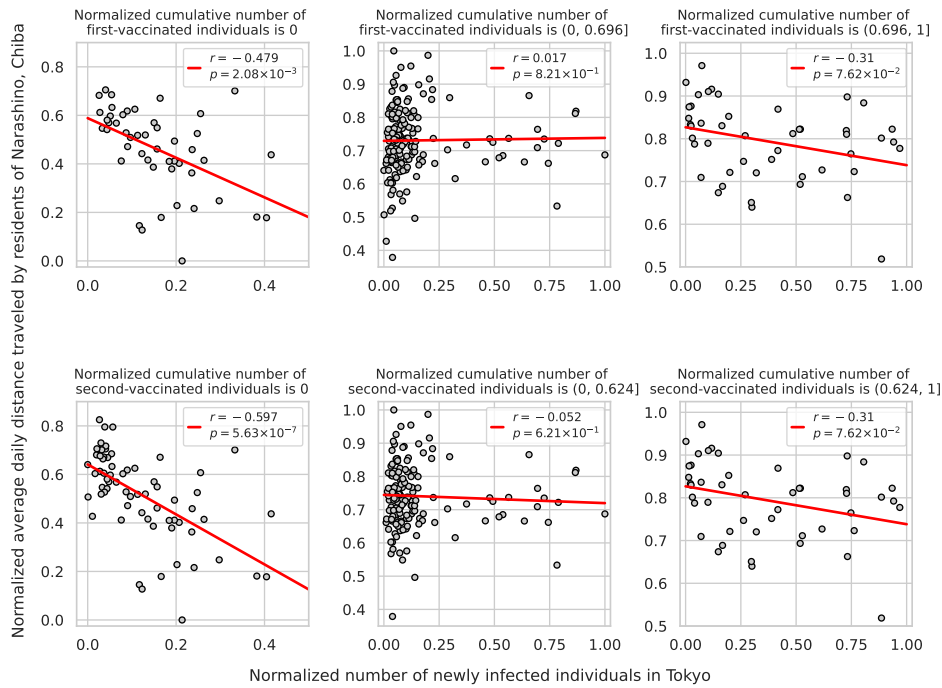 Normalized average daily distance traveled by residents of Narashino, Chiba
Normalized cumulative number of
first-vaccinated individuals is 0
r = −0.479
p = 2.08×10⁻³
0.8
0.6
0.4
0.2
0.0
0.0 0.2 0.4
Normalized cumulative number of
first-vaccinated individuals is (0, 0.696]
r = 0.017
p = 8.21×10⁻¹
1.0
0.9
0.8
0.7
0.6
0.5
0.4
0.00 0.25 0.50 0.75 1.00
Normalized cumulative number of
first-vaccinated individuals is (0.696, 1]
r = −0.31
p = 7.62×10⁻²
1.0
0.9
0.8
0.7
0.6
0.5
0.00 0.25 0.50 0.75 1.00
Normalized cumulative number of
second-vaccinated individuals is 0
r = −0.597
p = 5.63×10⁻⁷
0.8
0.6
0.4
0.2
0.0
0.0 0.2 0.4
Normalized cumulative number of
second-vaccinated individuals is (0, 0.624]
r = −0.052
p = 6.21×10⁻¹
1.0
0.9
0.8
0.7
0.6
0.5
0.4
0.00 0.25 0.50 0.75 1.00
Normalized cumulative number of
second-vaccinated individuals is (0.624, 1]
r = −0.31
p = 7.62×10⁻²
1.0
0.9
0.8
0.7
0.6
0.5
0.00 0.25 0.50 0.75 1.00
Normalized number of newly infected individuals in Tokyo